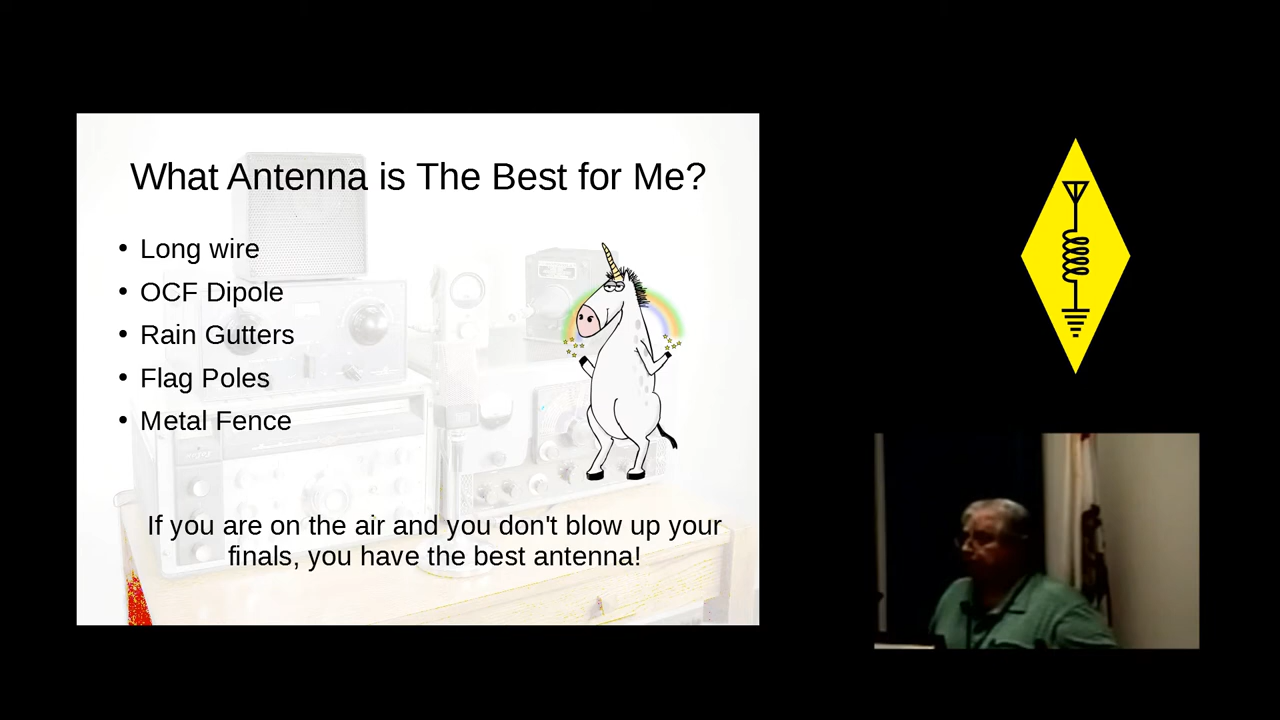 What Antenna is The Best for Me?
• Long wire
• OCF Dipole
• Rain Gutters
• Flag Poles
• Metal Fence
If you are on the air and you don't blow up your
finals, you have the best antenna!